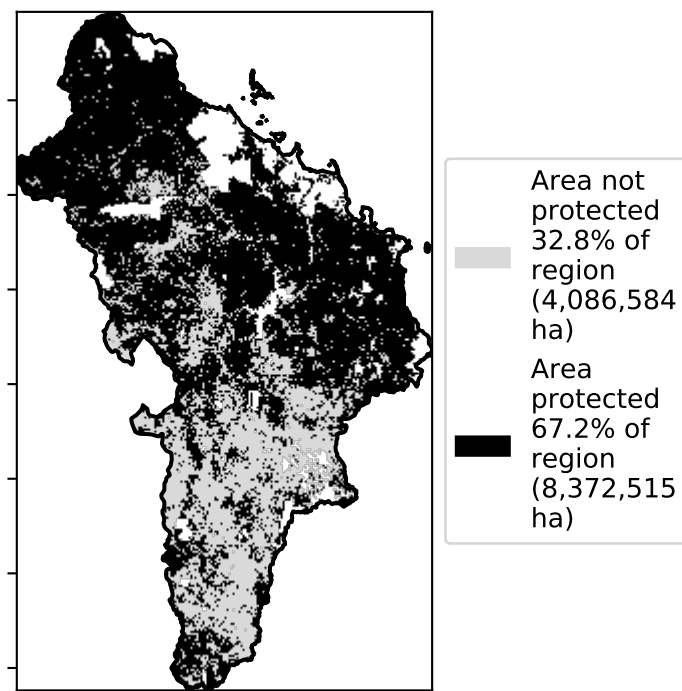 Area not
protected
32.8% of
region
(4,086,584
ha)
Area
protected
67.2% of
region
(8,372,515
ha)